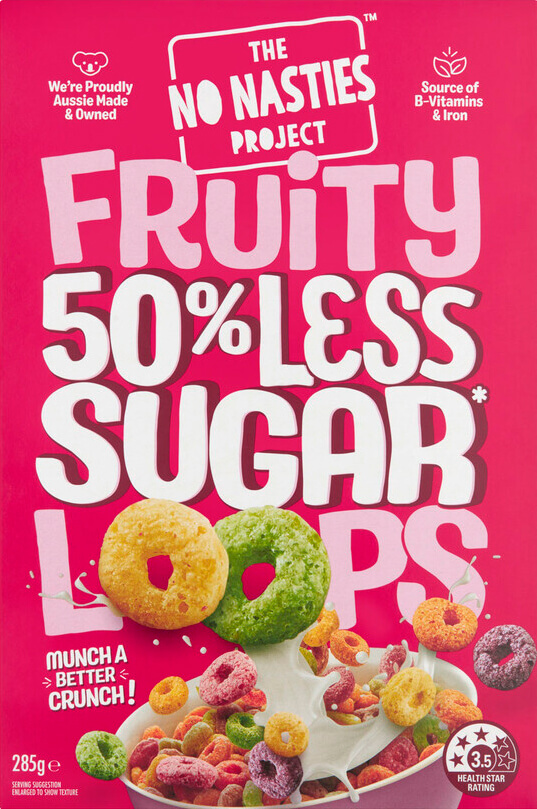 THE
NO NASTIES
PROJECT
TM
We're Proudly
Aussie Made
& Owned
Source of
B-Vitamins
& Iron
FRUiTY
50% LESS
SUGAR*
LOOPS
MUNCH A
BETTER
CRUNCH!
285g ℮
SERVING SUGGESTION
ENLARGED TO SHOW TEXTURE
3.5
HEALTH STAR
RATING